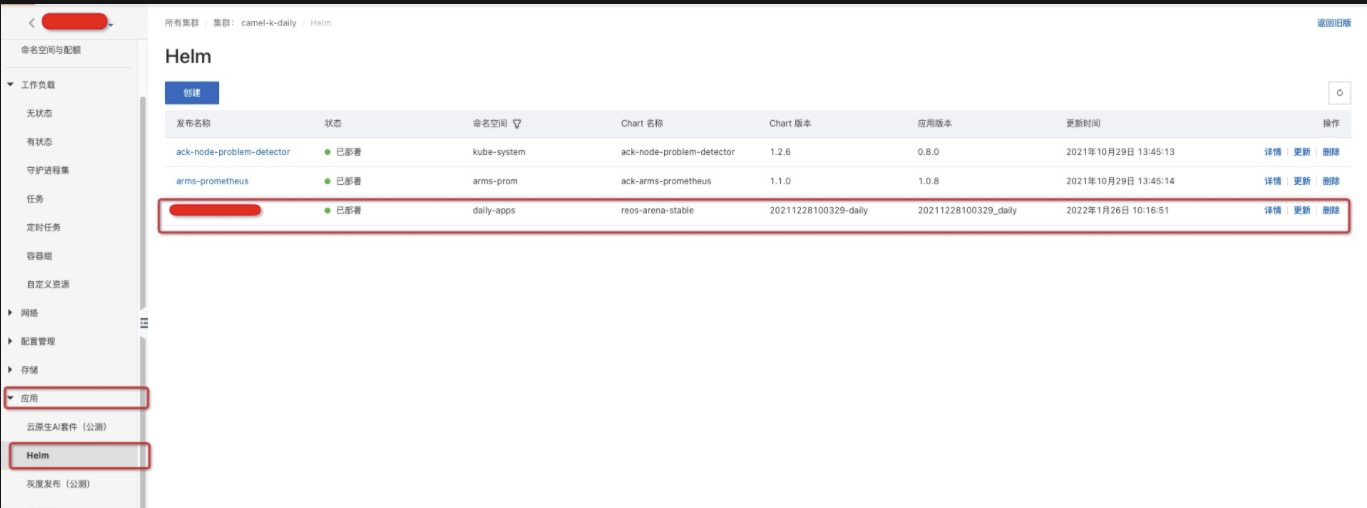 所有集群 / 集群： camel-k-daily / Helm
返回旧版
命名空间与配额
工作负载
无状态
有状态
守护进程集
任务
定时任务
容器组
自定义资源
网络
配置管理
存储
应用
云原生AI套件（公测）
Helm
灰度发布（公测）
Helm
创建
发布名称 状态 命名空间 Chart 名称 Chart 版本 应用版本 更新时间 操作
ack-node-problem-detector 已部署 kube-system ack-node-problem-detector 1.2.6 0.8.0 2021年10月29日 13:45:13 详情 更新 删除
arms-prometheus 已部署 arms-prom ack-arms-prometheus 1.1.0 1.0.8 2021年10月29日 13:45:14 详情 更新 删除
已部署 daily-apps reos-arena-stable 20211228100329-daily 20211228100329_daily 2022年1月26日 10:16:51 详情 更新 删除